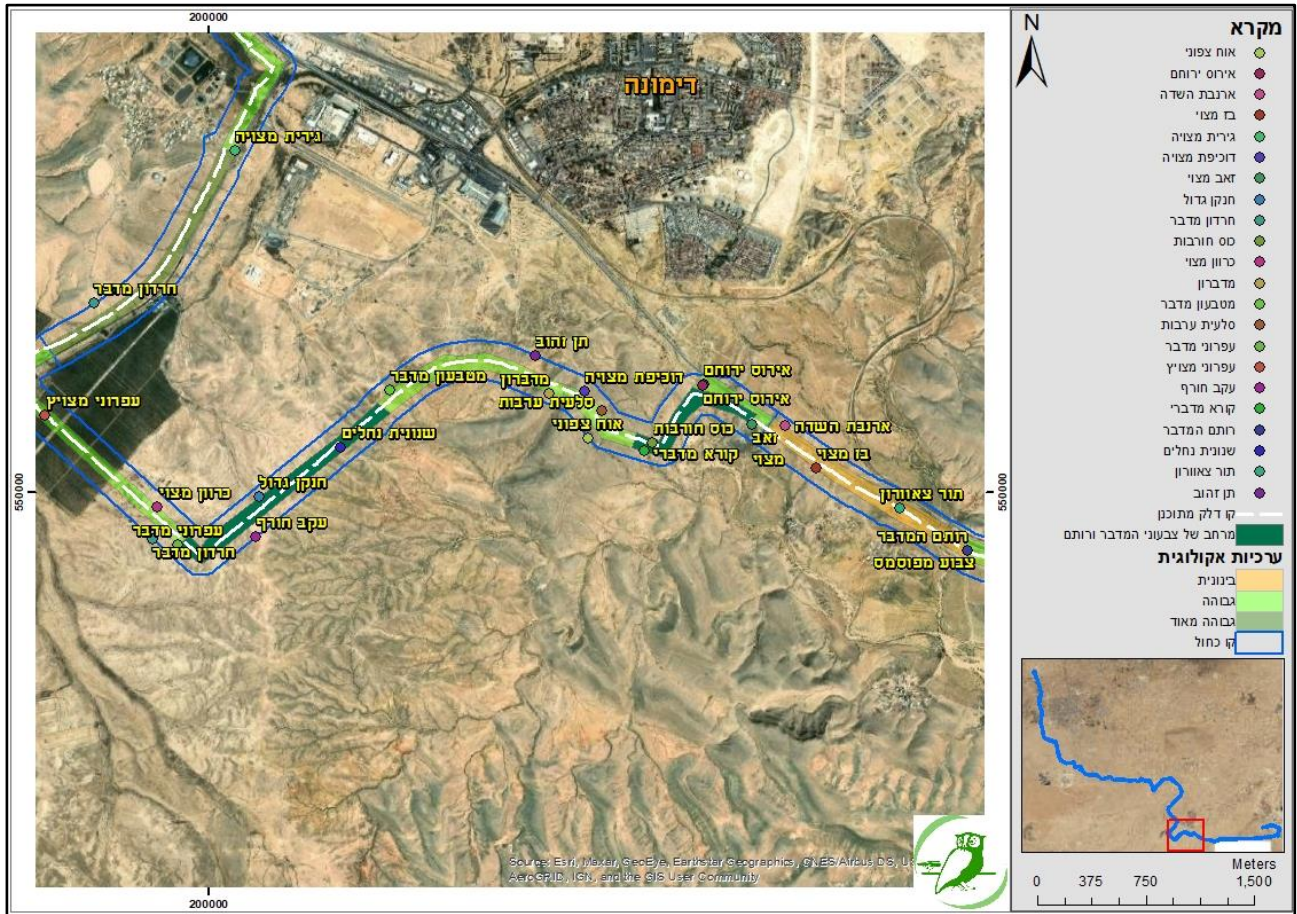 200000
דימונה
גירית מצויה
חרדון מדבר
תן זהוב
מטבעון מדבר
מדברון
דוכיפת מצויה
אירוס ירוחם
סלעית ערבות
אירוס ירוחם
עפרוני מצויץ
אוח צפוני
כוס חורבות
זאב
ארנבת השדה
שנונית נחלים
קורא מדברי
מצוי
בז מצוי
חנקן גדול
כרוון מצוי
תור צאוורון
550000
550000
עקב חורף
עפרוני מדבר
רותם המדבר
חרדון מדבר
צבוע מפוספס
Source: Esri, Maxar, GeoEye, Earthstar Geographics, CNES/Airbus DS,
AeroGRID, IGN, and the GIS User Community
200000
N
מקרא
אוח צפוני
אירוס ירוחם
ארנבת השדה
בז מצוי
גירית מצויה
דוכיפת מצויה
זאב מצוי
חנקן גדול
חרדון מדבר
כוס חורבות
כרוון מצוי
מדברון
מטבעון מדבר
סלעית ערבות
עפרוני מדבר
עפרוני מצויץ
עקב חורף
קורא מדברי
רותם המדבר
שנונית נחלים
תור צאוורון
תן זהוב
קו דלק מתוכנן
מרחב של צבעוני המדבר ורותם
ערכיות אקולוגית
בינונית
גבוהה
גבוהה מאוד
קו כחול
Meters
0 375 750 1,500